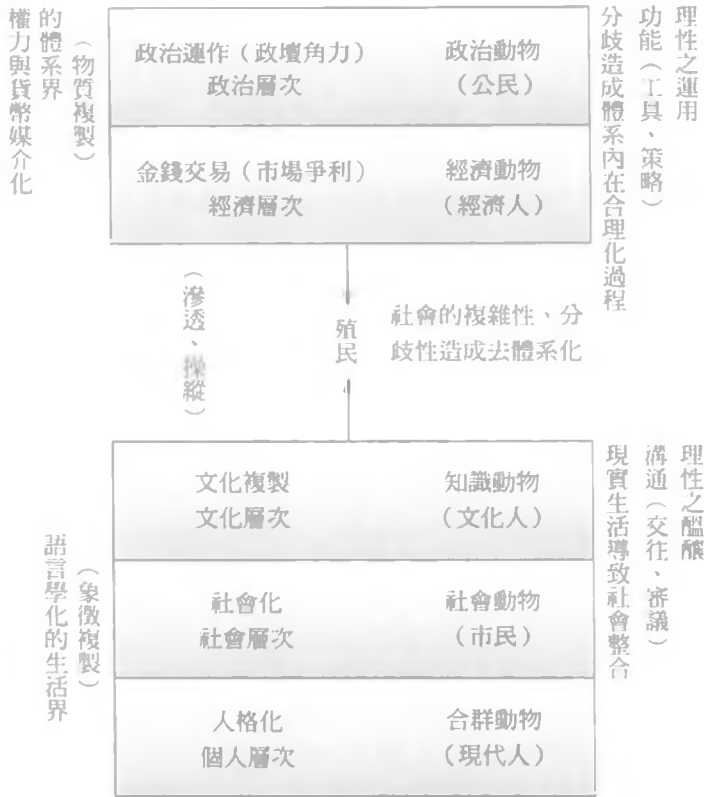 理性之運用
功能（工具、策略）
分歧造成體系內在合理化過程
政治運作（政壇角力）
政治層次
政治動物
（公民）
金錢交易（市場爭利）
經濟層次
經濟動物
（經濟人）
（物質複製）
的體系界
權力與貨幣媒介化
社會的複雜性、分
歧性造成去體系化
殖民
（滲透、操縱）
理性之醞釀
溝通（交往、審議）
現實生活導致社會整合
文化複製
文化層次
知識動物
（文化人）
社會化
社會層次
社會動物
（市民）
人格化
個人層次
合群動物
（現代人）
（象徵複製）
語言學化的生活界